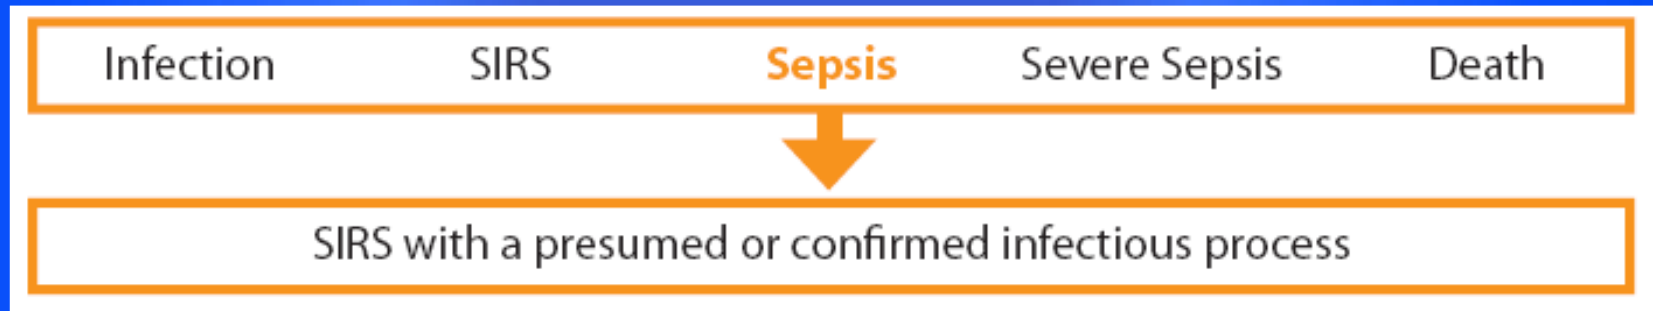 Infection SIRS Sepsis Severe Sepsis Death
SIRS with a presumed or confirmed infectious process